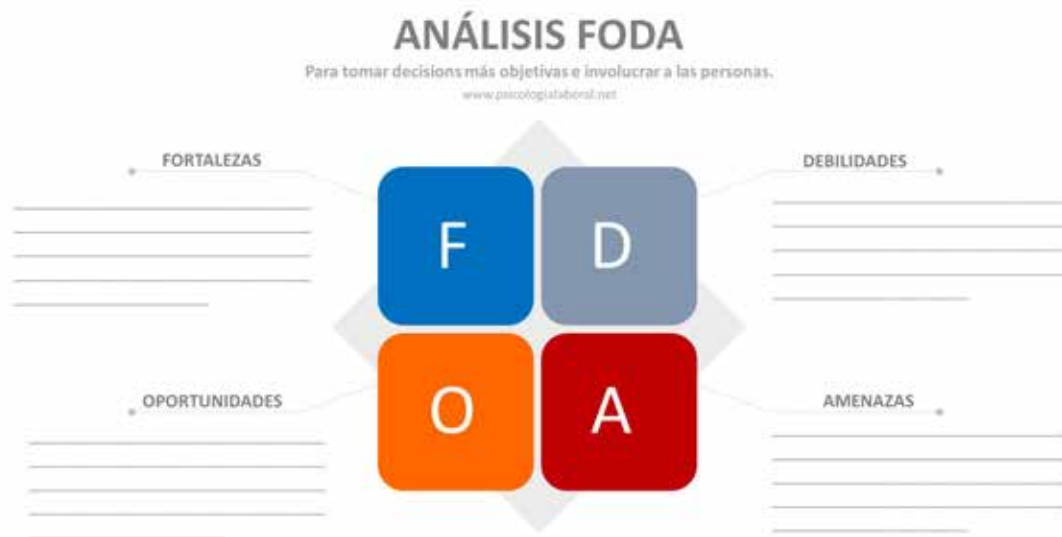 ANÁLISIS FODA
Para tomar decisions más objetivas e involucrar a las personas.
www.psicologialaboral.net
FORTALEZAS
DEBILIDADES
F
D
OPORTUNIDADES
AMENAZAS
O
A